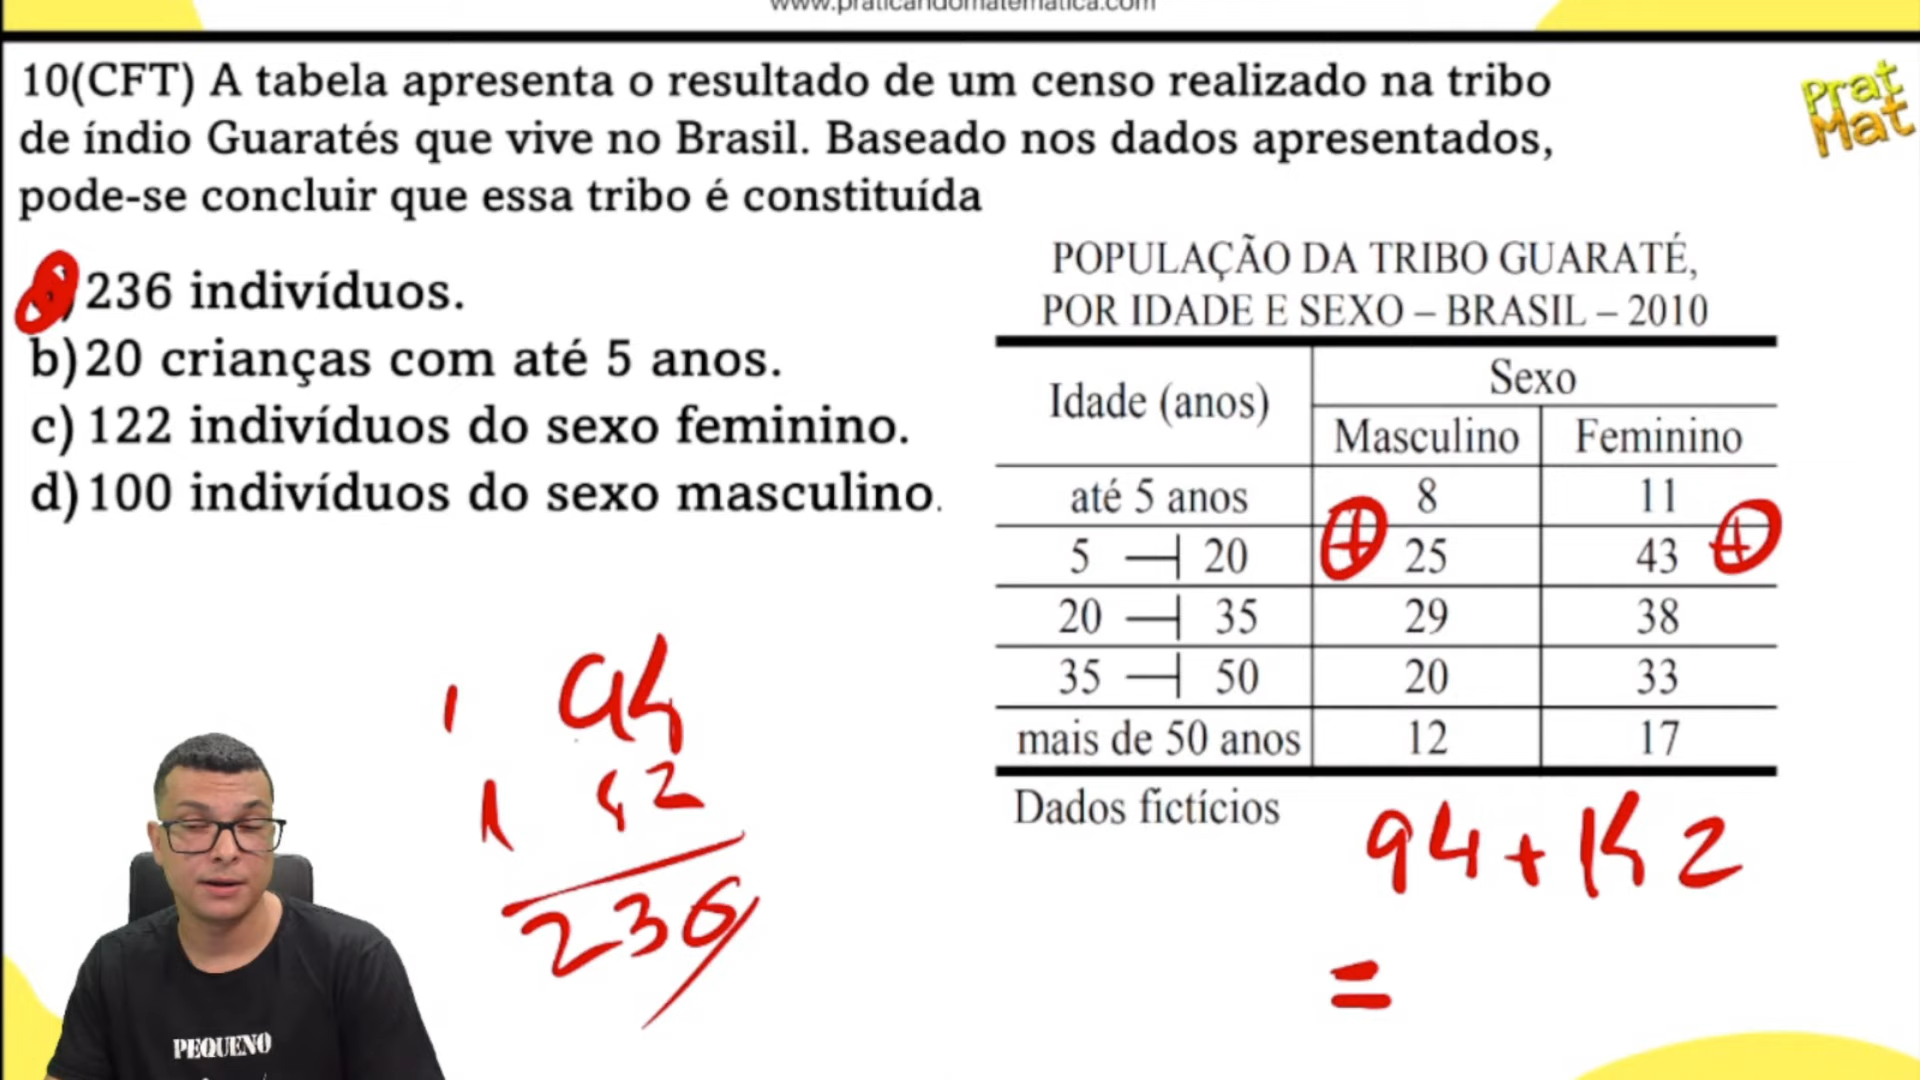 www.praticandomatematica.com
10(CFT) A tabela apresenta o resultado de um censo realizado na tribo
de índio Guaratés que vive no Brasil. Baseado nos dados apresentados,
pode-se concluir que essa tribo é constituída
Prat
Mat
) 236 indivíduos.
b) 20 crianças com até 5 anos.
c) 122 indivíduos do sexo feminino.
d) 100 indivíduos do sexo masculino.
POPULAÇÃO DA TRIBO GUARATÉ,
POR IDADE E SEXO – BRASIL – 2010
Idade (anos) Sexo
Masculino Feminino
até 5 anos 8 11
5 ⊣ 20 + 25 43 +
20 ⊣ 35 29 38
35 ⊣ 50 20 33
mais de 50 anos 12 17
Dados fictícios
94 + 142
=
1 94
142
236
PEQUENO